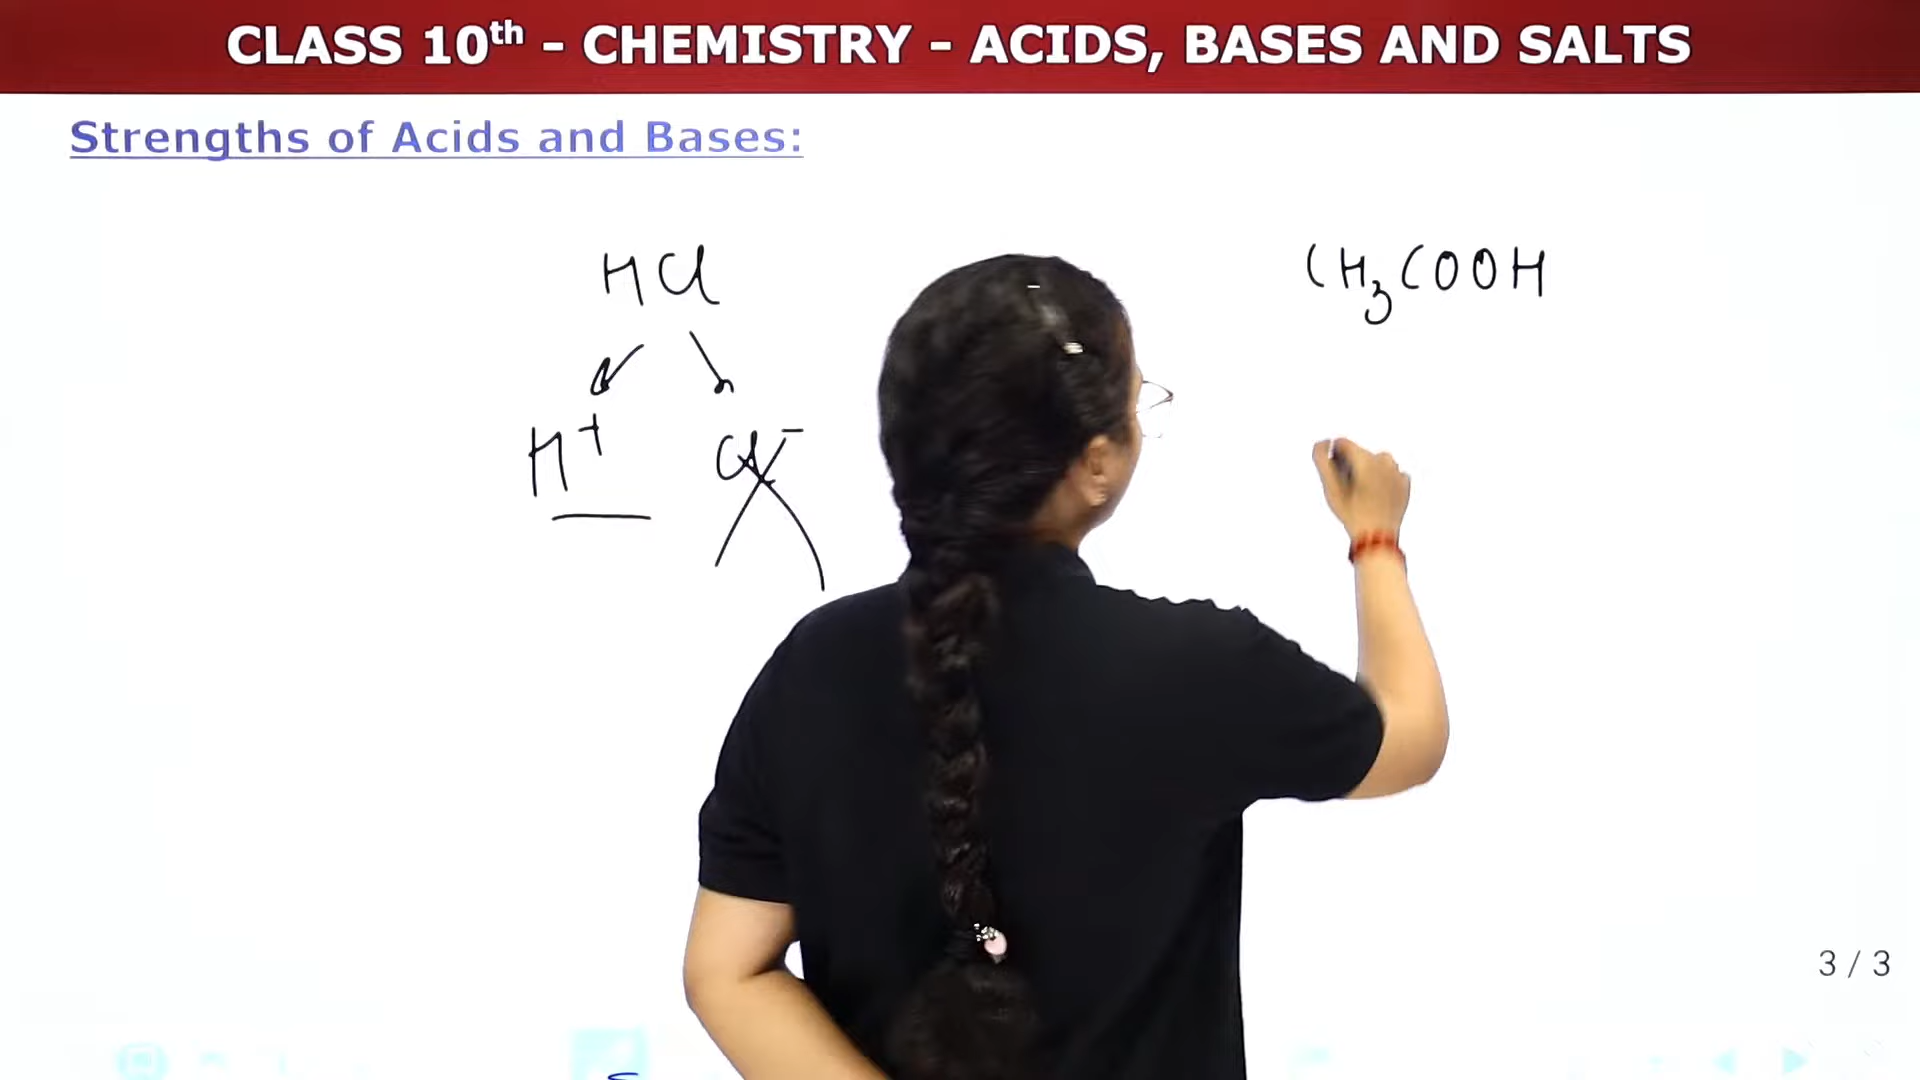 CLASS 10th - CHEMISTRY - ACIDS, BASES AND SALTS
Strengths of Acids and Bases:
HCl
CH3COOH
H+ Cl-
3 / 3